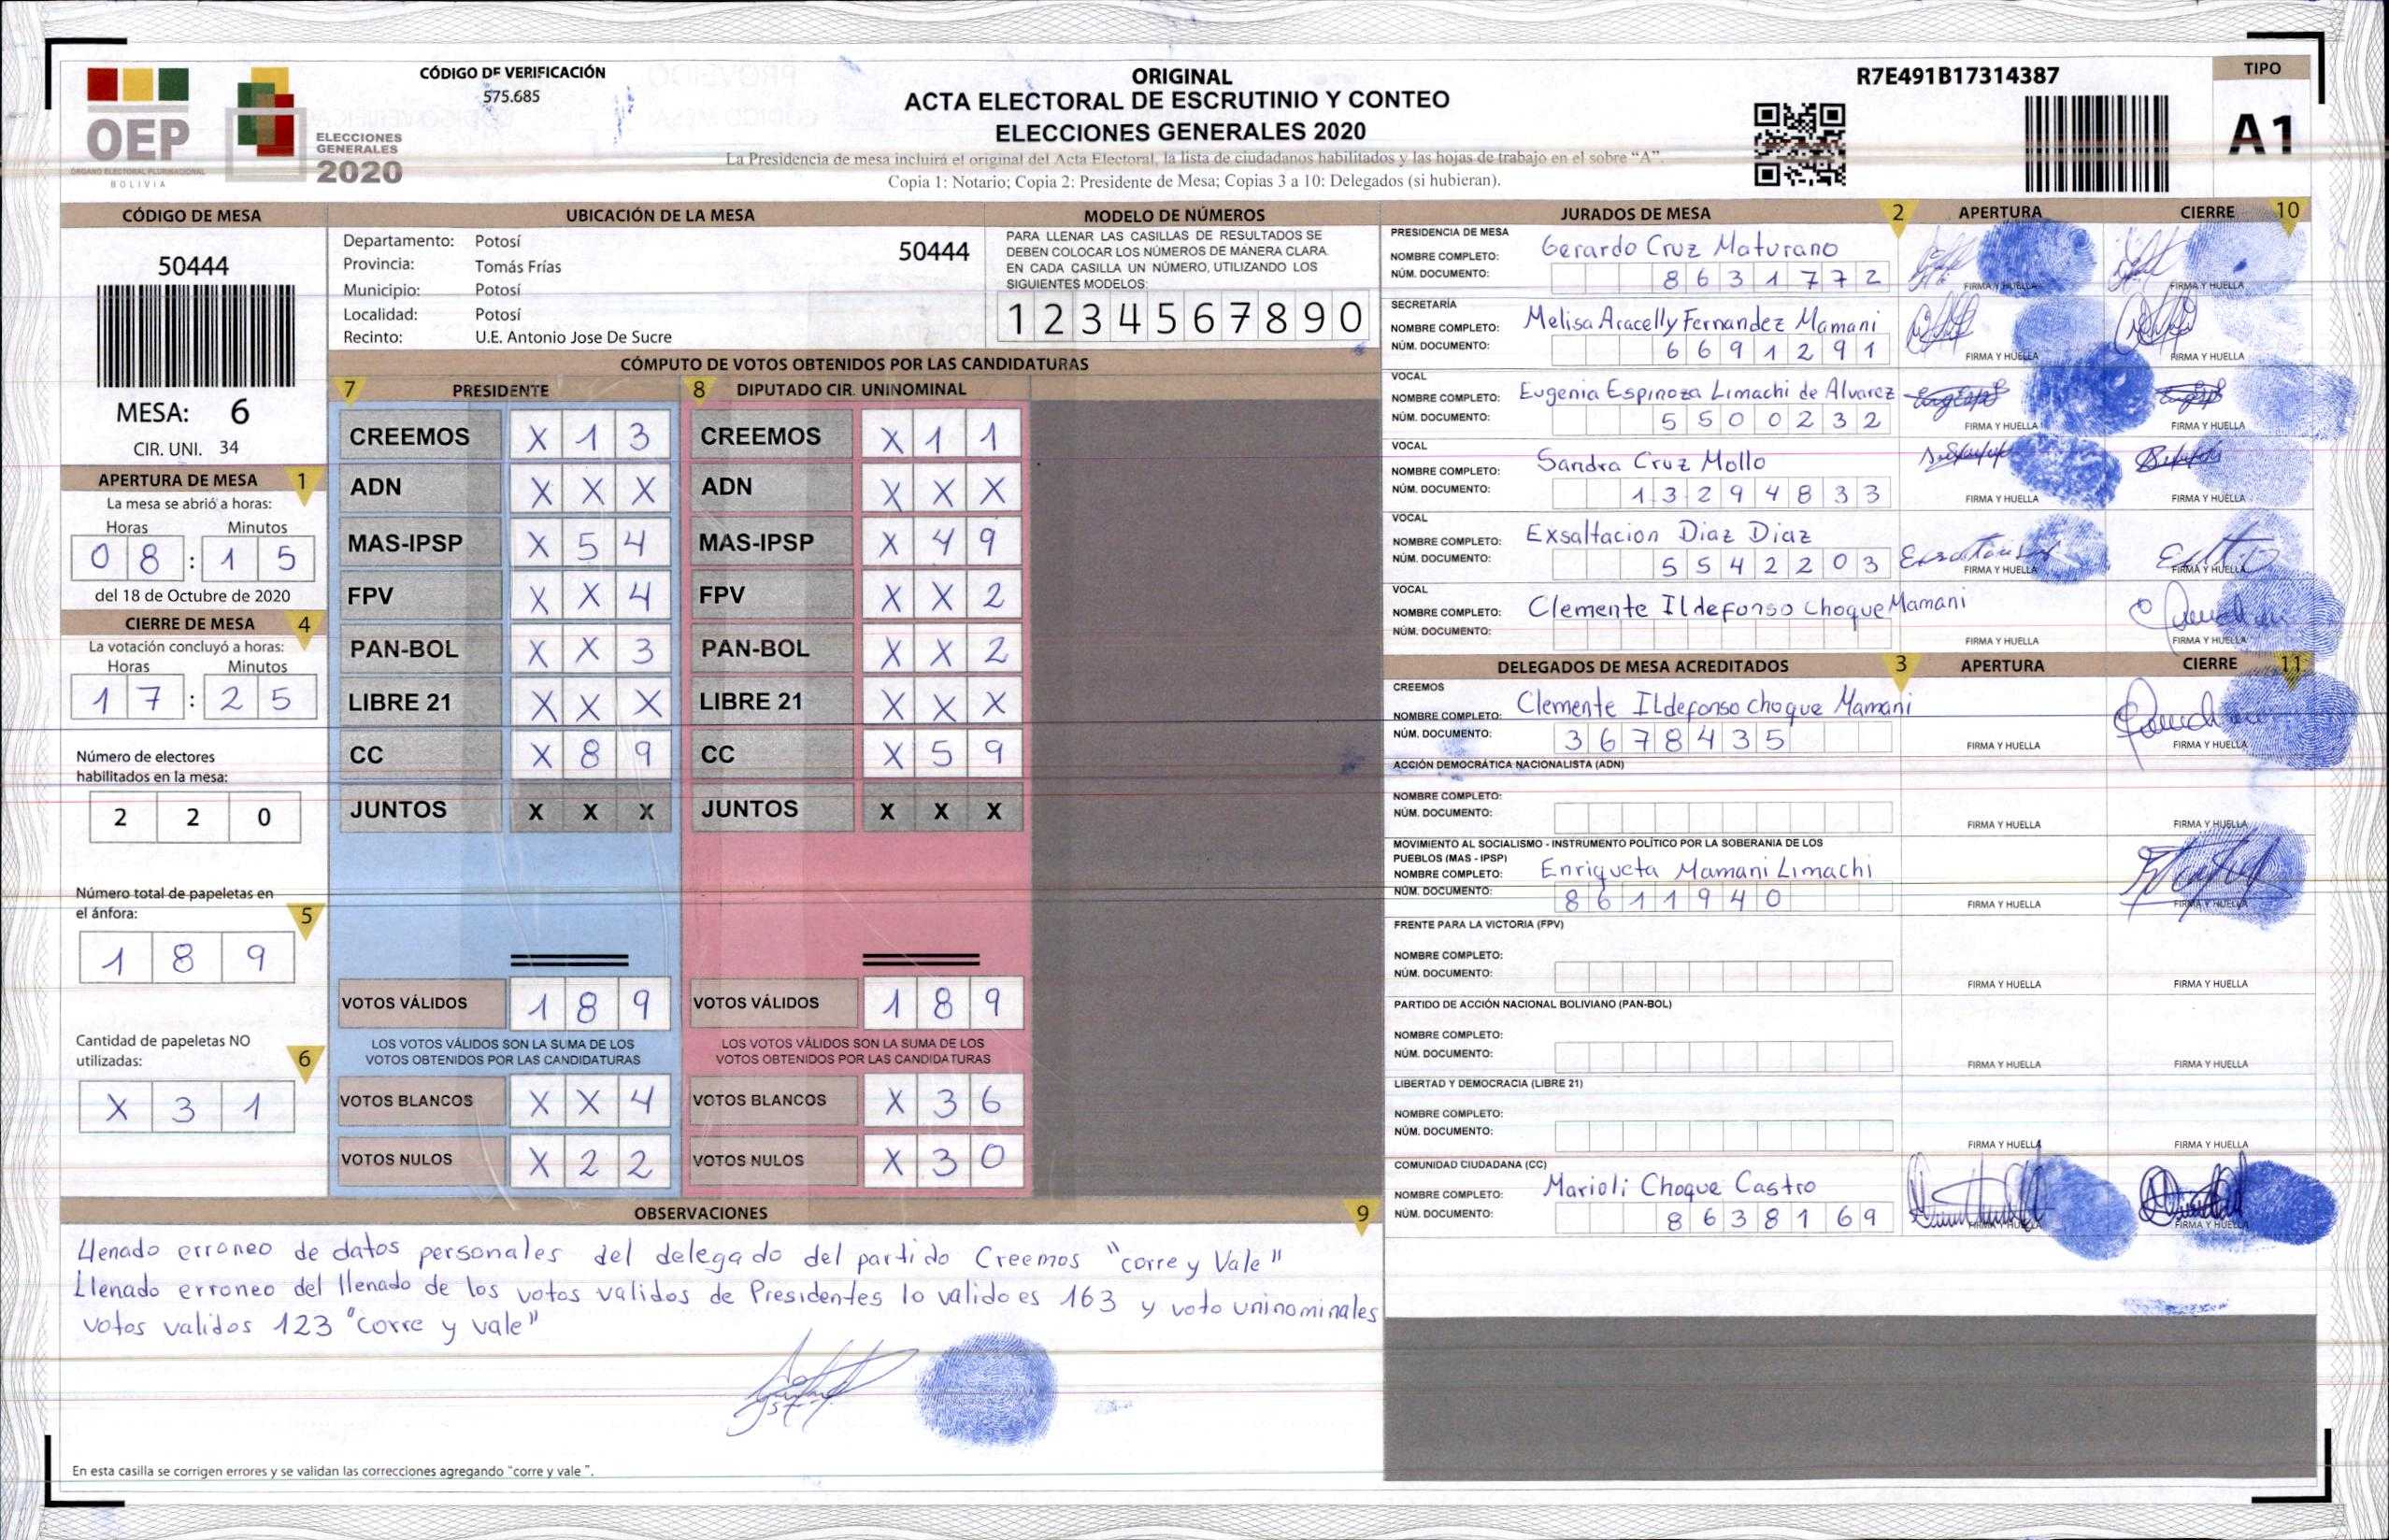 OEP
ÓRGANO ELECTORAL PLURINACIONAL
BOLIVIA
ELECCIONES
GENERALES
2020
CÓDIGO DE VERIFICACIÓN
575.685
ORIGINAL
ACTA ELECTORAL DE ESCRUTINIO Y CONTEO
ELECCIONES GENERALES 2020
La Presidencia de mesa incluirá el original del Acta Electoral, la lista de ciudadanos habilitados y las hojas de trabajo en el sobre “A”.
Copia 1: Notario; Copia 2: Presidente de Mesa; Copias 3 a 10: Delegados (si hubieran).
R7E491B17314387
TIPO
A1
CÓDIGO DE MESA
50444
MESA: 6
CIR. UNI. 34
APERTURA DE MESA 1
La mesa se abrió a horas:
Horas Minutos
0 8 : 1 5
del 18 de Octubre de 2020
CIERRE DE MESA 4
La votación concluyó a horas:
Horas Minutos
1 7 : 2 5
Número de electores
habilitados en la mesa:
2 2 0
Número total de papeletas en
el ánfora: 5
1 8 9
Cantidad de papeletas NO
utilizadas: 6
X 3 1
UBICACIÓN DE LA MESA
Departamento: Potosí 50444
Provincia: Tomás Frías
Municipio: Potosí
Localidad: Potosí
Recinto: U.E. Antonio Jose De Sucre
MODELO DE NÚMEROS
PARA LLENAR LAS CASILLAS DE RESULTADOS SE
DEBEN COLOCAR LOS NÚMEROS DE MANERA CLARA.
EN CADA CASILLA UN NÚMERO, UTILIZANDO LOS
SIGUIENTES MODELOS:
1 2 3 4 5 6 7 8 9 0
CÓMPUTO DE VOTOS OBTENIDOS POR LAS CANDIDATURAS
7 PRESIDENTE 8 DIPUTADO CIR. UNINOMINAL
CREEMOS X 1 3 CREEMOS X 1 1
ADN X X X ADN X X X
MAS-IPSP X 5 4 MAS-IPSP X 4 9
FPV X X 4 FPV X X 2
PAN-BOL X X 3 PAN-BOL X X 2
LIBRE 21 X X X LIBRE 21 X X X
CC X 8 9 CC X 5 9
JUNTOS X X X JUNTOS X X X
VOTOS VÁLIDOS 1 8 9 VOTOS VÁLIDOS 1 8 9
LOS VOTOS VÁLIDOS SON LA SUMA DE LOS LOS VOTOS VÁLIDOS SON LA SUMA DE LOS
VOTOS OBTENIDOS POR LAS CANDIDATURAS VOTOS OBTENIDOS POR LAS CANDIDATURAS
VOTOS BLANCOS X X 4 VOTOS BLANCOS X 3 6
VOTOS NULOS X 2 2 VOTOS NULOS X 3 0
OBSERVACIONES 9
Llenado erroneo de datos personales del delegado del partido Creemos "corre y Vale"
Llenado erroneo del llenado de los votos validos de Presidentes lo valido es 163 y voto uninominales
votos validos 123 "corre y vale"
En esta casilla se corrigen errores y se validan las correcciones agregando “corre y vale ”.
JURADOS DE MESA 2 APERTURA CIERRE 10
PRESIDENCIA DE MESA
NOMBRE COMPLETO: Gerardo Cruz Maturano
NÚM. DOCUMENTO: 8 6 3 1 7 7 2 FIRMA Y HUELLA FIRMA Y HUELLA
SECRETARÍA
NOMBRE COMPLETO: Melisa Aracelly Fernandez Mamani
NÚM. DOCUMENTO: 6 6 9 1 2 9 1 FIRMA Y HUELLA FIRMA Y HUELLA
VOCAL
NOMBRE COMPLETO: Eugenia Espinoza Limachi de Alvarez
NÚM. DOCUMENTO: 5 5 0 0 2 3 2 FIRMA Y HUELLA FIRMA Y HUELLA
VOCAL
NOMBRE COMPLETO: Sandra Cruz Mollo
NÚM. DOCUMENTO: 1 3 2 9 4 8 3 3 FIRMA Y HUELLA FIRMA Y HUELLA
VOCAL
NOMBRE COMPLETO: Exsaltacion Diaz Diaz
NÚM. DOCUMENTO: 5 5 4 2 2 0 3 FIRMA Y HUELLA FIRMA Y HUELLA
VOCAL
NOMBRE COMPLETO: Clemente Ildefonso Choque Mamani
NÚM. DOCUMENTO: FIRMA Y HUELLA FIRMA Y HUELLA
DELEGADOS DE MESA ACREDITADOS 3 APERTURA CIERRE 11
CREEMOS
NOMBRE COMPLETO: Clemente Ildefonso choque Mamani
NÚM. DOCUMENTO: 3 6 7 8 4 3 5 FIRMA Y HUELLA FIRMA Y HUELLA
ACCIÓN DEMOCRÁTICA NACIONALISTA (ADN)
NOMBRE COMPLETO:
NÚM. DOCUMENTO: FIRMA Y HUELLA FIRMA Y HUELLA
MOVIMIENTO AL SOCIALISMO - INSTRUMENTO POLÍTICO POR LA SOBERANIA DE LOS
PUEBLOS (MAS - IPSP)
NOMBRE COMPLETO: Enriqueta Mamani Limachi
NÚM. DOCUMENTO: 8 6 1 1 9 4 0 FIRMA Y HUELLA FIRMA Y HUELLA
FRENTE PARA LA VICTORIA (FPV)
NOMBRE COMPLETO:
NÚM. DOCUMENTO: FIRMA Y HUELLA FIRMA Y HUELLA
PARTIDO DE ACCIÓN NACIONAL BOLIVIANO (PAN-BOL)
NOMBRE COMPLETO:
NÚM. DOCUMENTO: FIRMA Y HUELLA FIRMA Y HUELLA
LIBERTAD Y DEMOCRACIA (LIBRE 21)
NOMBRE COMPLETO:
NÚM. DOCUMENTO: FIRMA Y HUELLA FIRMA Y HUELLA
COMUNIDAD CIUDADANA (CC)
NOMBRE COMPLETO: Marioli Choque Castro
NÚM. DOCUMENTO: 8 6 3 8 1 6 9 FIRMA Y HUELLA FIRMA Y HUELLA